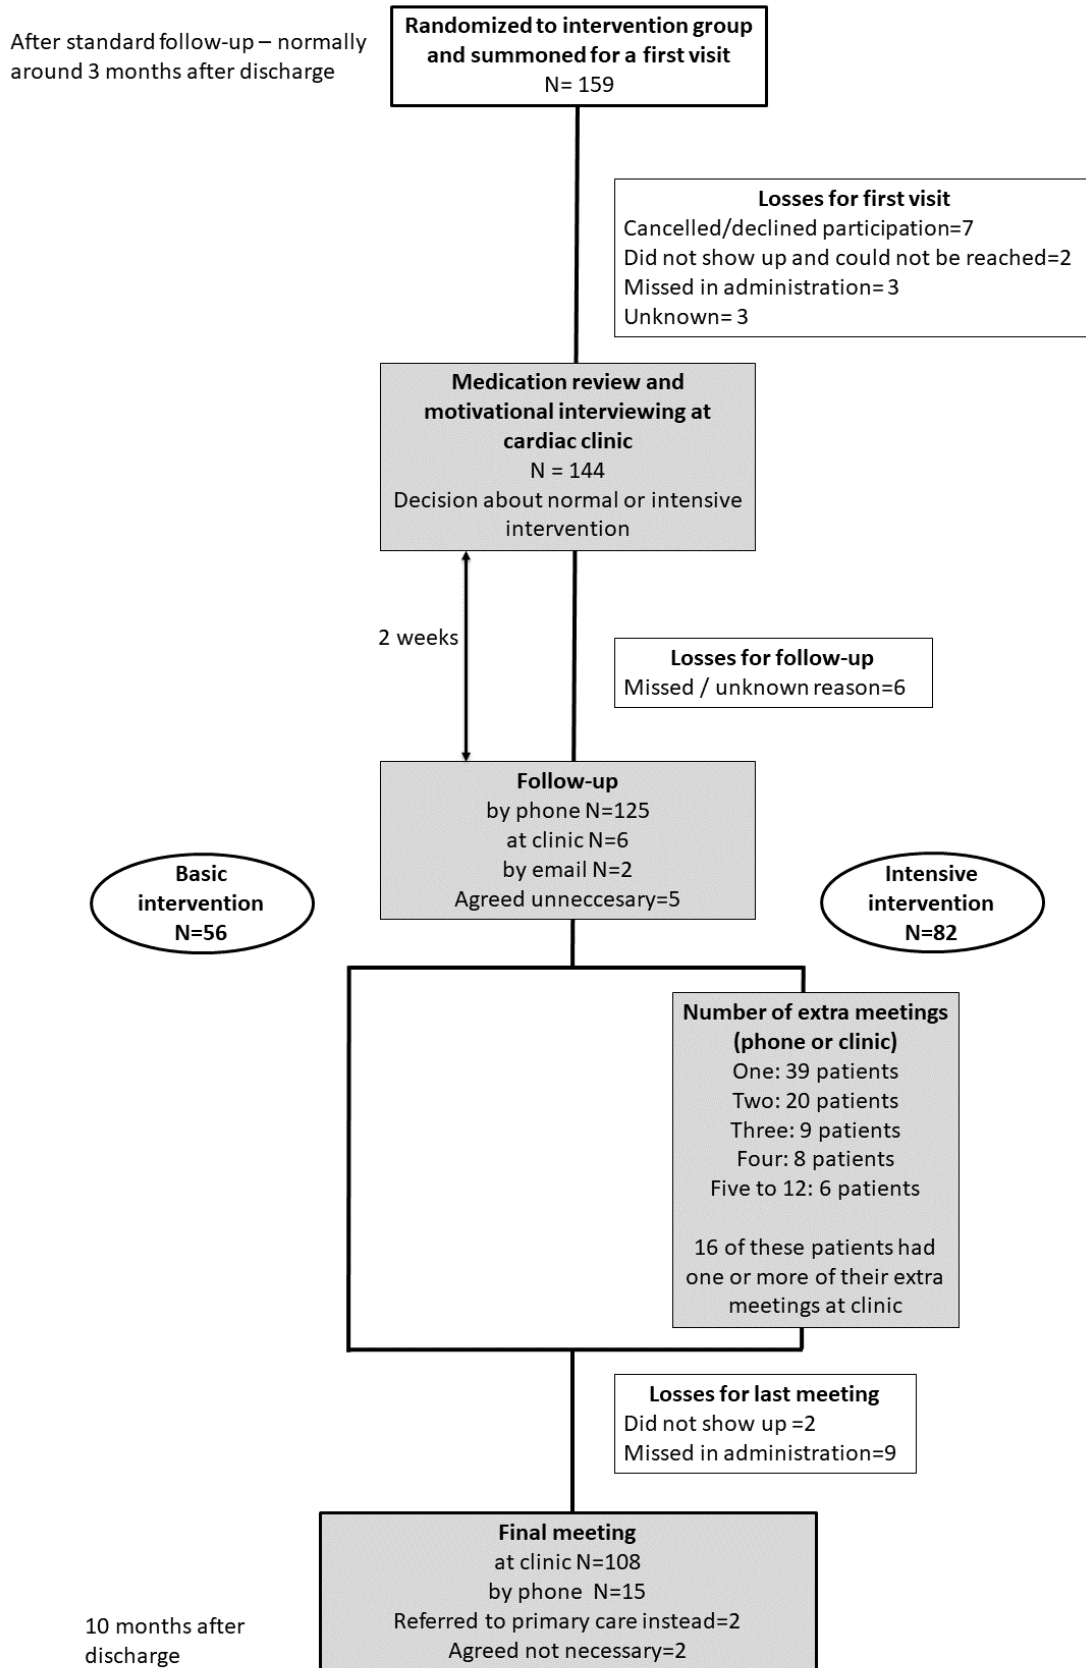 After standard follow-up – normally
around 3 months after discharge
Randomized to intervention group
and summoned for a first visit
N= 159
Losses for first visit
Cancelled/declined participation=7
Did not show up and could not be reached=2
Missed in administration= 3
Unknown= 3
Medication review and
motivational interviewing at
cardiac clinic
N = 144
Decision about normal or intensive
intervention
2 weeks
Losses for follow-up
Missed / unknown reason=6
Follow-up
by phone N=125
at clinic N=6
by email N=2
Agreed unneccesary=5
Basic
intervention
N=56
Intensive
intervention
N=82
Number of extra meetings
(phone or clinic)
One: 39 patients
Two: 20 patients
Three: 9 patients
Four: 8 patients
Five to 12: 6 patients
16 of these patients had
one or more of their extra
meetings at clinic
Losses for last meeting
Did not show up =2
Missed in administration=9
Final meeting
at clinic N=108
by phone N=15
Referred to primary care instead=2
Agreed not necessary=2
10 months after
discharge